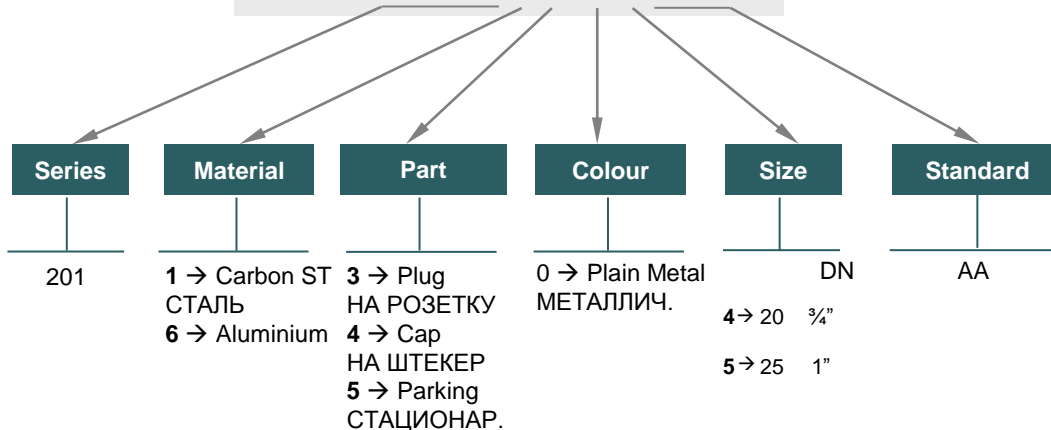 Series
Material
Part
Colour
Size
Standard
201
1 → Carbon ST
СТАЛЬ
6 → Aluminium
3 → Plug
НА РОЗЕТКУ
4 → Cap
НА ШТЕКЕР
5 → Parking
СТАЦИОНАР.
0 → Plain Metal
МЕТАЛЛИЧ.
DN
4→ 20 ¾”
5→ 25 1”
AA